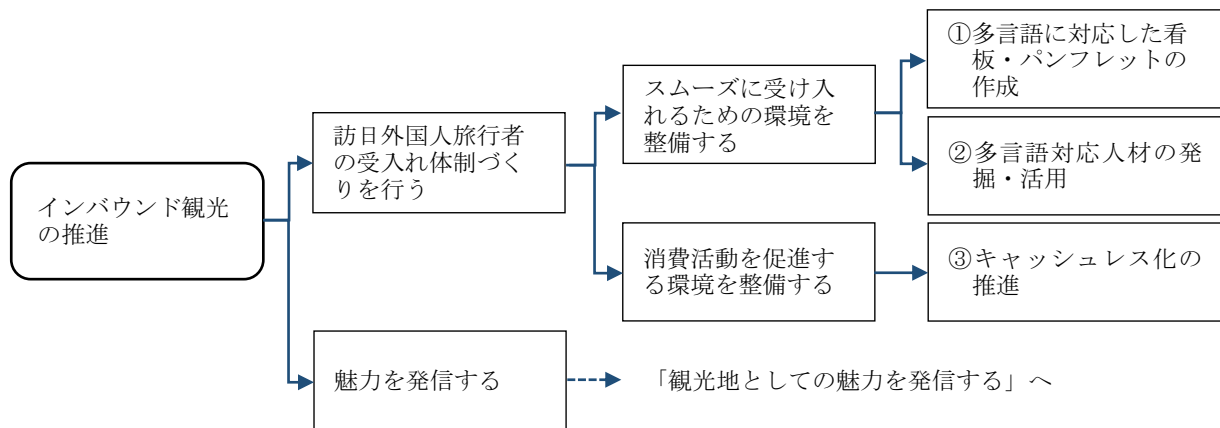 インバウンド観光
の推進
訪日外国人旅行者
の受入れ体制づく
りを行う
魅力を発信する
スムーズに受け入
れるための環境を
整備する
消費活動を促進す
る環境を整備する
「観光地としての魅力を発信する」へ
①多言語に対応した看
板・パンフレットの
作成
②多言語対応人材の発
掘・活用
③キャッシュレス化の
推進